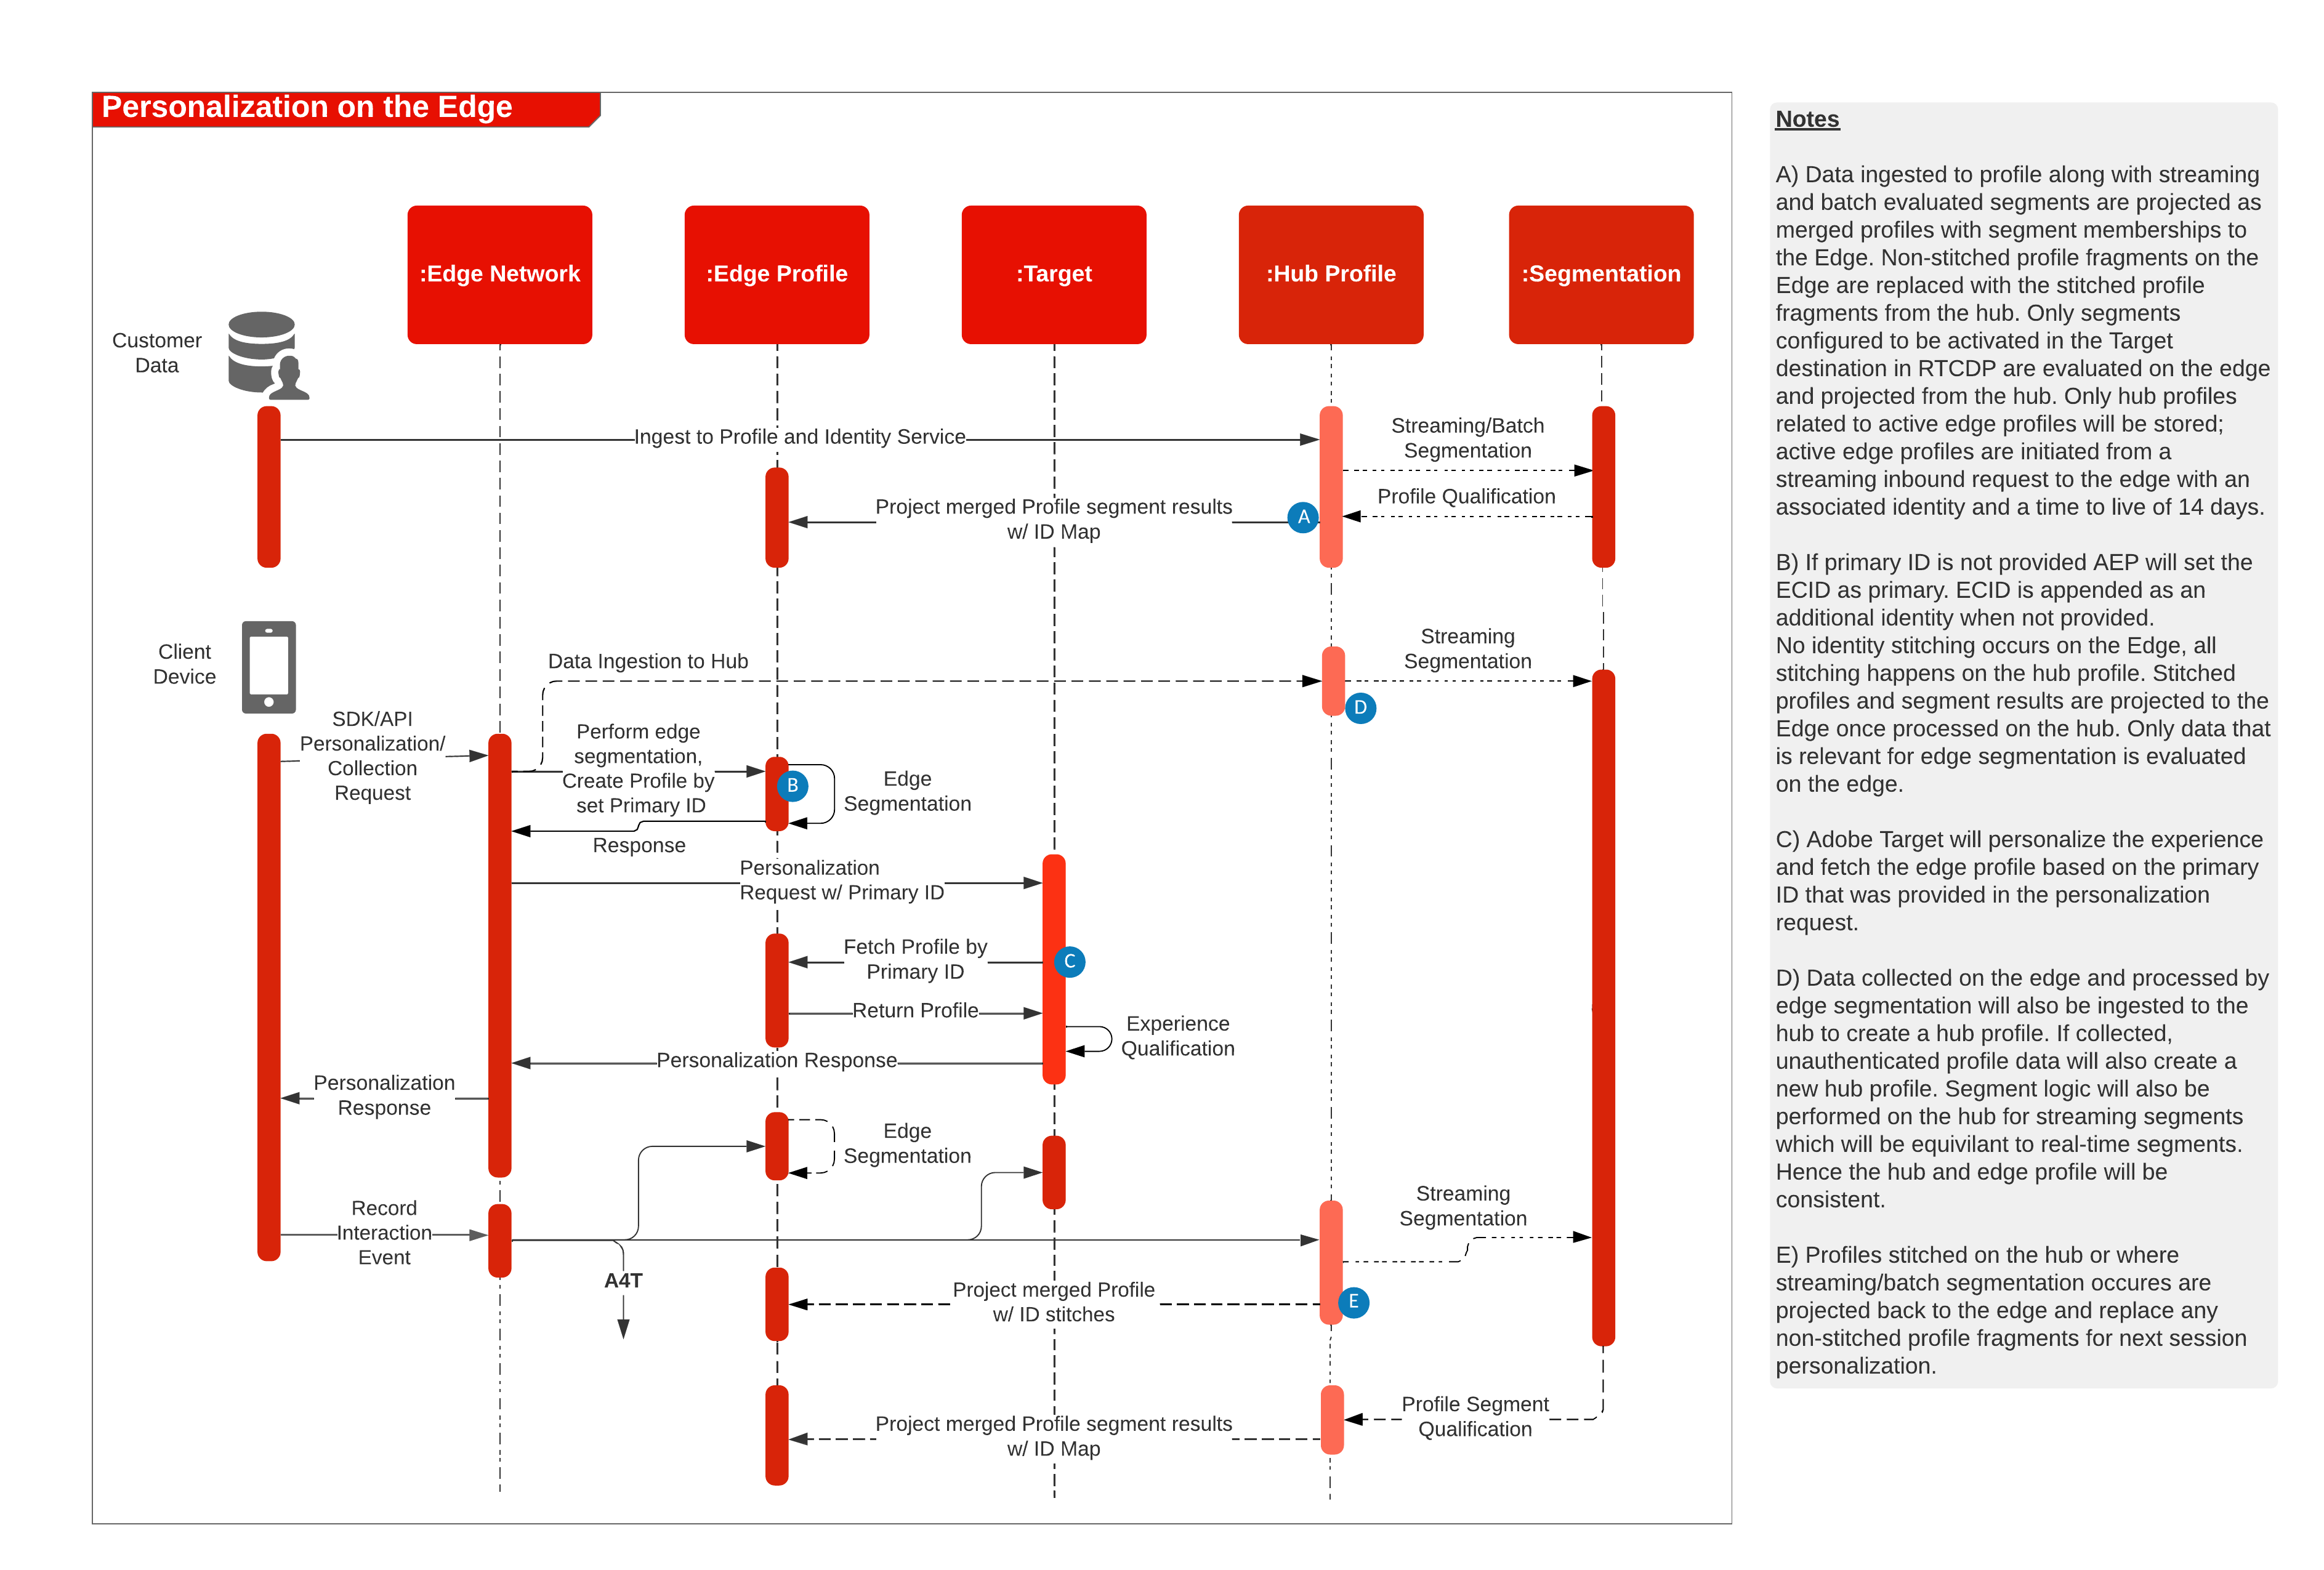 Personalization on the Edge
:Edge Network
:Edge Profile
:Target
:Hub Profile
:Segmentation
Customer
Data
Ingest to Profile and Identity Service
Streaming/Batch
Segmentation
Profile Qualification
Project merged Profile segment results
w/ ID Map
A
Client
Device
Data Ingestion to Hub
Streaming
Segmentation
D
SDK/API
Personalization/
Collection
Request
Perform edge
segmentation,
Create Profile by
set Primary ID
B
Edge
Segmentation
Response
Personalization
Request w/ Primary ID
Fetch Profile by
Primary ID
C
Return Profile
Experience
Qualification
Personalization Response
Personalization
Response
Edge
Segmentation
Record
Interaction
Event
A4T
Streaming
Segmentation
Project merged Profile
w/ ID stitches
E
Profile Segment
Qualification
Project merged Profile segment results
w/ ID Map
Notes
A) Data ingested to profile along with streaming
and batch evaluated segments are projected as
merged profiles with segment memberships to
the Edge. Non-stitched profile fragments on the
Edge are replaced with the stitched profile
fragments from the hub. Only segments
configured to be activated in the Target
destination in RTCDP are evaluated on the edge
and projected from the hub. Only hub profiles
related to active edge profiles will be stored;
active edge profiles are initiated from a
streaming inbound request to the edge with an
associated identity and a time to live of 14 days.
B) If primary ID is not provided AEP will set the
ECID as primary. ECID is appended as an
additional identity when not provided.
No identity stitching occurs on the Edge, all
stitching happens on the hub profile. Stitched
profiles and segment results are projected to the
Edge once processed on the hub. Only data that
is relevant for edge segmentation is evaluated
on the edge.
C) Adobe Target will personalize the experience
and fetch the edge profile based on the primary
ID that was provided in the personalization
request.
D) Data collected on the edge and processed by
edge segmentation will also be ingested to the
hub to create a hub profile. If collected,
unauthenticated profile data will also create a
new hub profile. Segment logic will also be
performed on the hub for streaming segments
which will be equivilant to real-time segments.
Hence the hub and edge profile will be
consistent.
E) Profiles stitched on the hub or where
streaming/batch segmentation occures are
projected back to the edge and replace any
non-stitched profile fragments for next session
personalization.